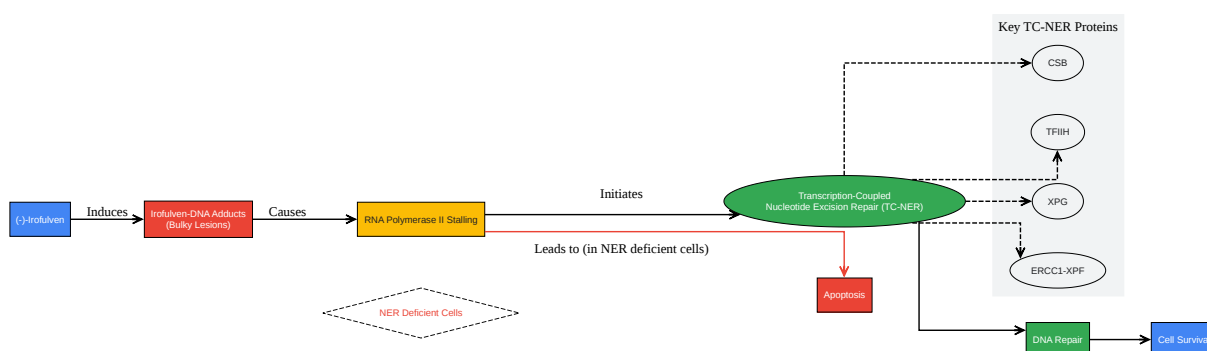 Key TC-NER Proteins
CSB
TFIIH
Initiates
Transcription-Coupled
Nucleotide Excision Repair (TC-NER)
XPG
(-)-Irofulven
Induces
Irofulven-DNA Adducts
(Bulky Lesions)
Causes
RNA Polymerase II Stalling
Leads to (in NER deficient cells)
ERCC1-XPF
Apoptosis
NER Deficient Cells
DNA Repair
Cell Surviva